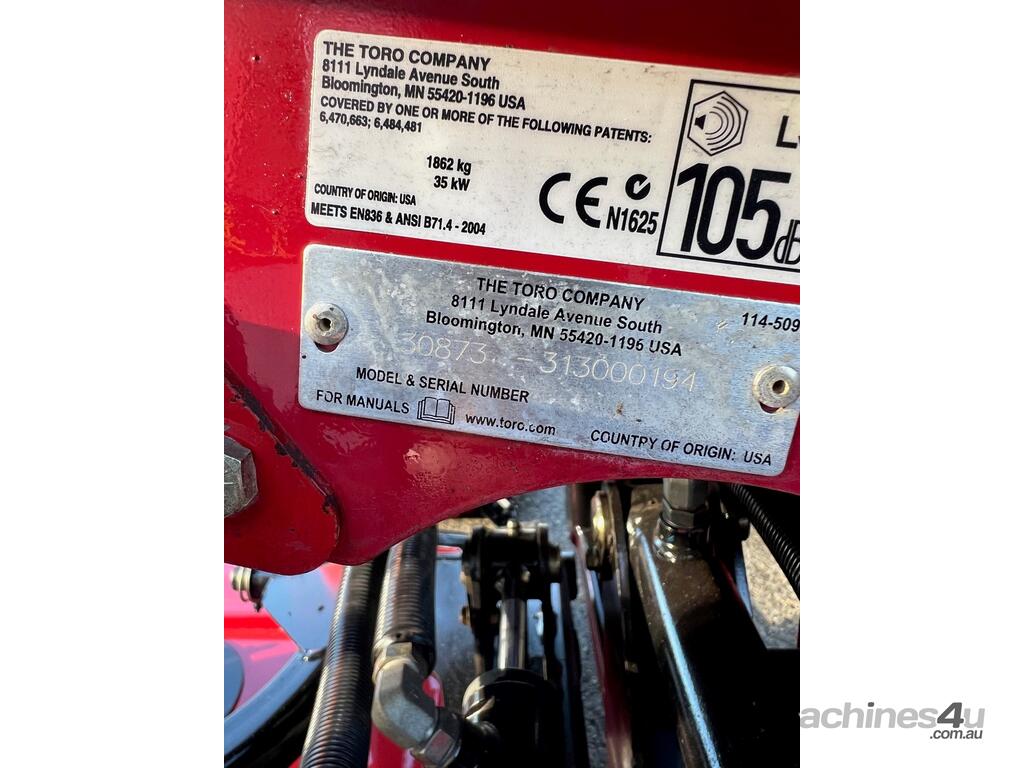 THE TORO COMPANY
8111 Lyndale Avenue South
Bloomington, MN 55420-1196 USA
COVERED BY ONE OR MORE OF THE FOLLOWING PATENTS:
6,470,663; 6,484,481
1862 kg
35 kW
COUNTRY OF ORIGIN: USA
MEETS EN836 & ANSI B71.4 - 2004
CE
N1625
105 dB
THE TORO COMPANY
8111 Lyndale Avenue South
Bloomington, MN 55420-1196 USA
114-509
30873 - 313000194
MODEL & SERIAL NUMBER
FOR MANUALS www.toro.com
COUNTRY OF ORIGIN: USA
machines4u
.com.au